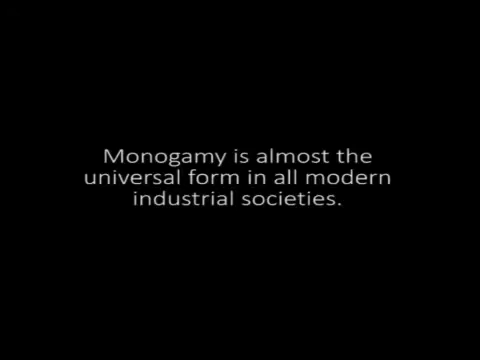 Monogamy is almost the
universal form in all modern
industrial societies.